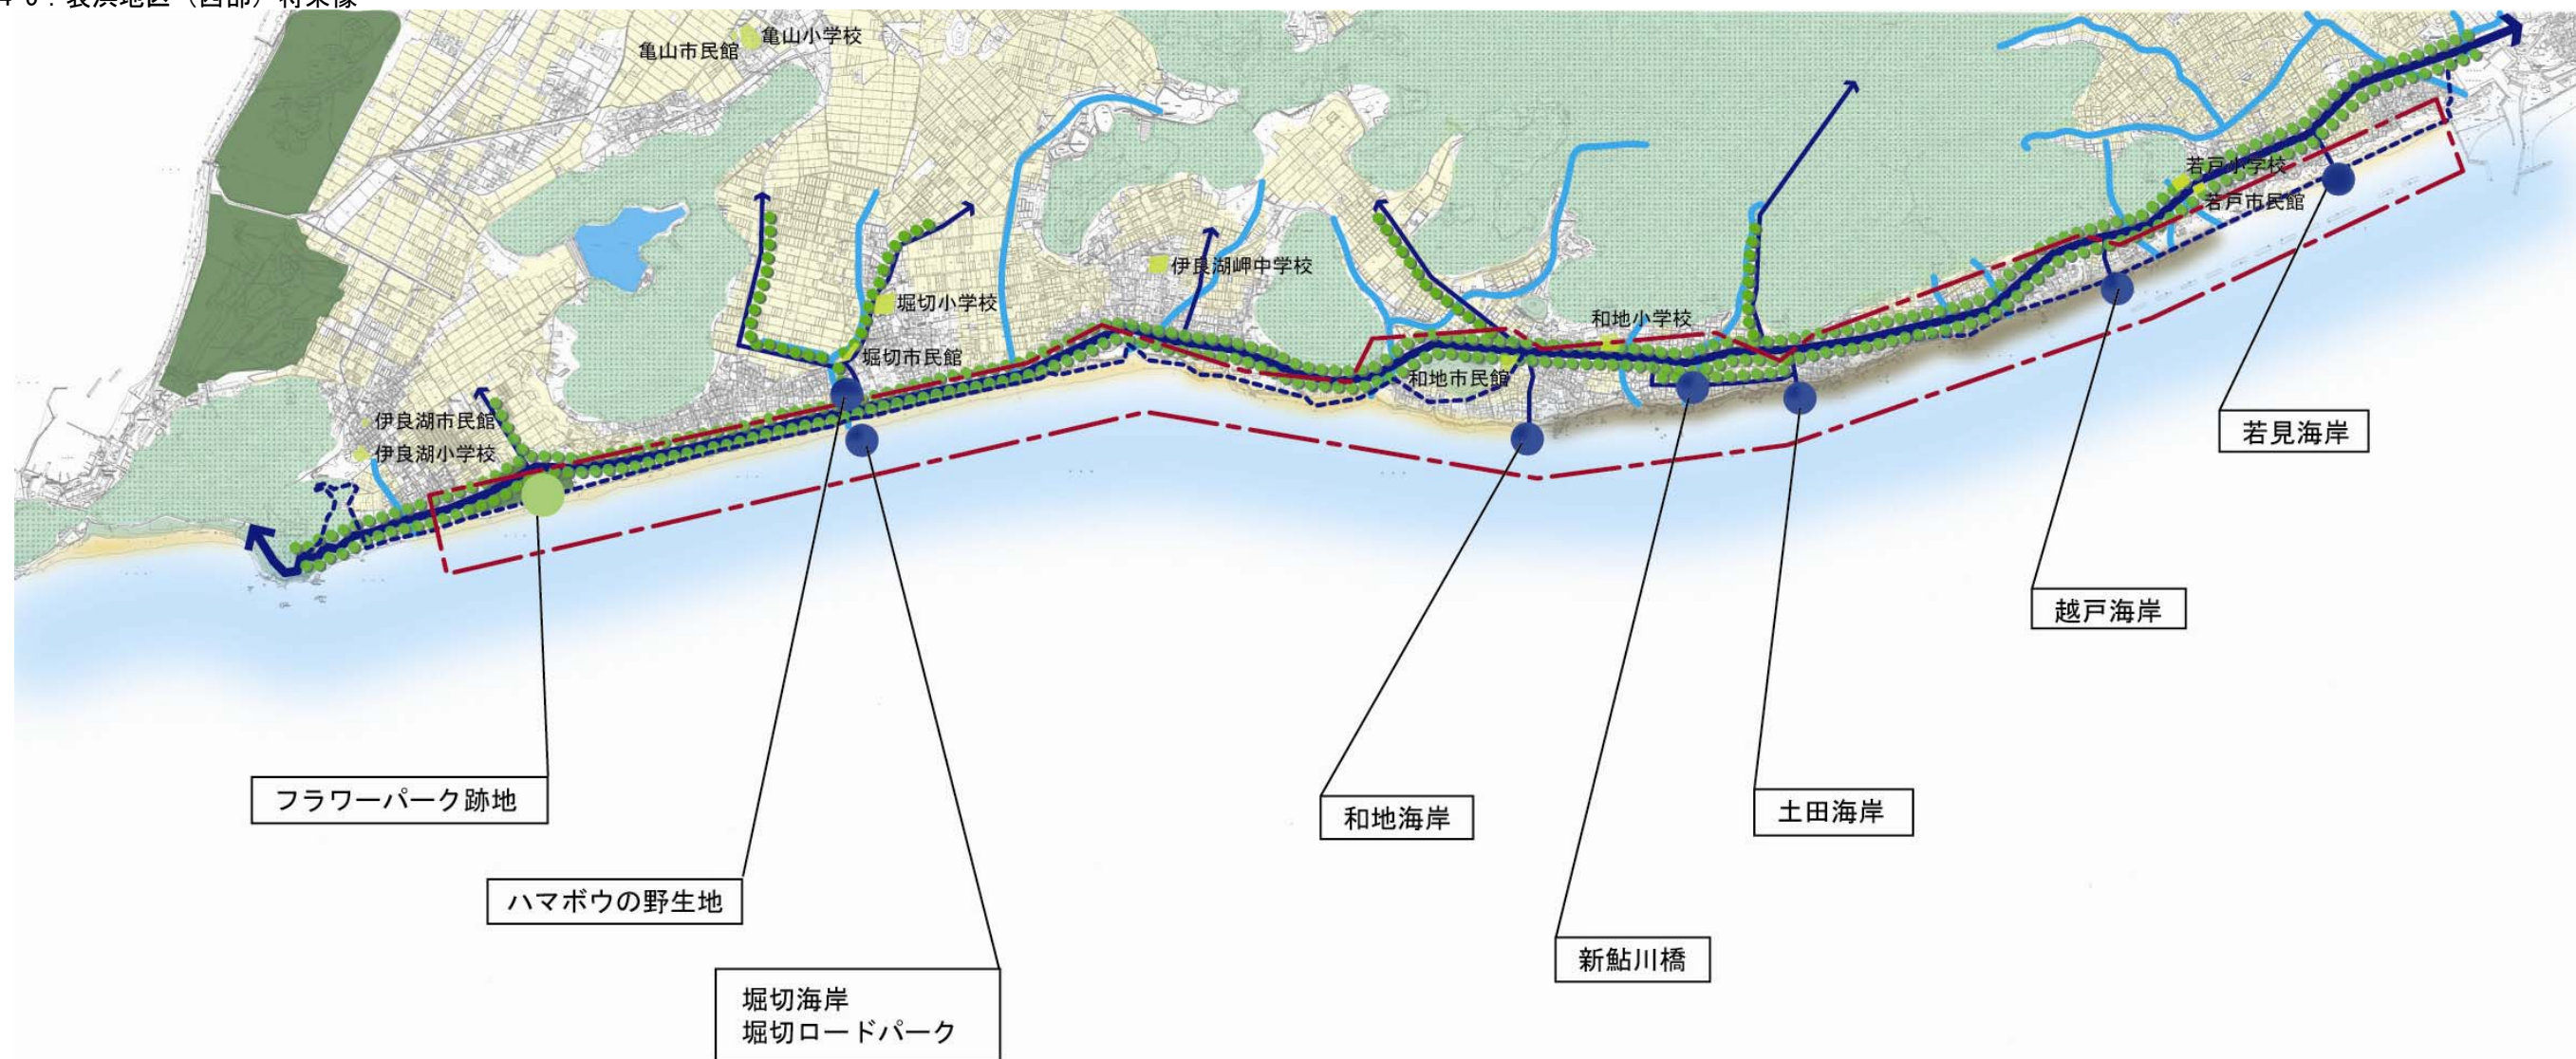 亀山小学校
亀山市民館
若戸小学校
若戸市民館
伊良湖岬中学校
堀切小学校
和地小学校
堀切市民館
和地市民館
伊良湖市民館
伊良湖小学校
若見海岸
越戸海岸
フラワーパーク跡地
和地海岸
土田海岸
ハマボウの野生地
新鮎川橋
堀切海岸
堀切ロードパーク